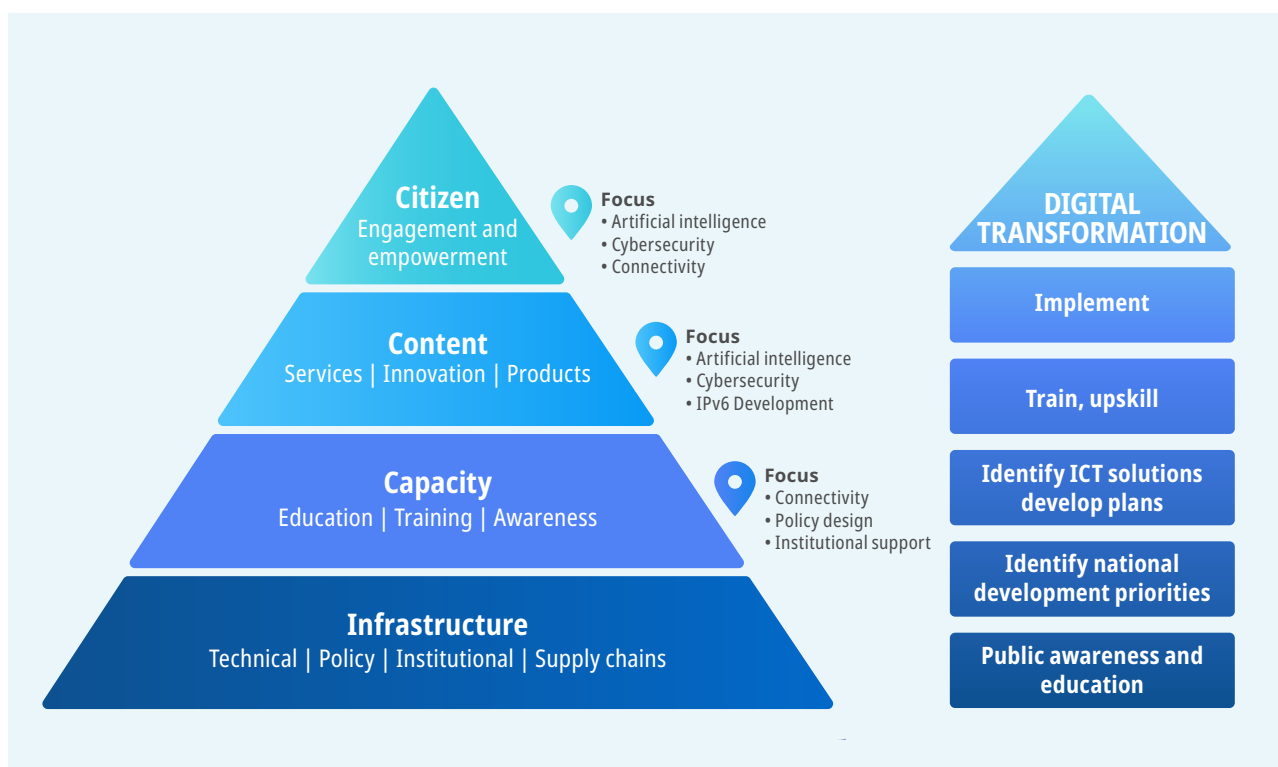 Citizen
Engagement and
empowerment
Focus
• Artificial intelligence
• Cybersecurity
• Connectivity
Content
Services | Innovation | Products
Focus
• Artificial intelligence
• Cybersecurity
• IPv6 Development
Capacity
Education | Training | Awareness
Focus
• Connectivity
• Policy design
• Institutional support
Infrastructure
Technical | Policy | Institutional | Supply chains
DIGITAL
TRANSFORMATION
Implement
Train, upskill
Identify ICT solutions
develop plans
Identify national
development priorities
Public awareness and
education